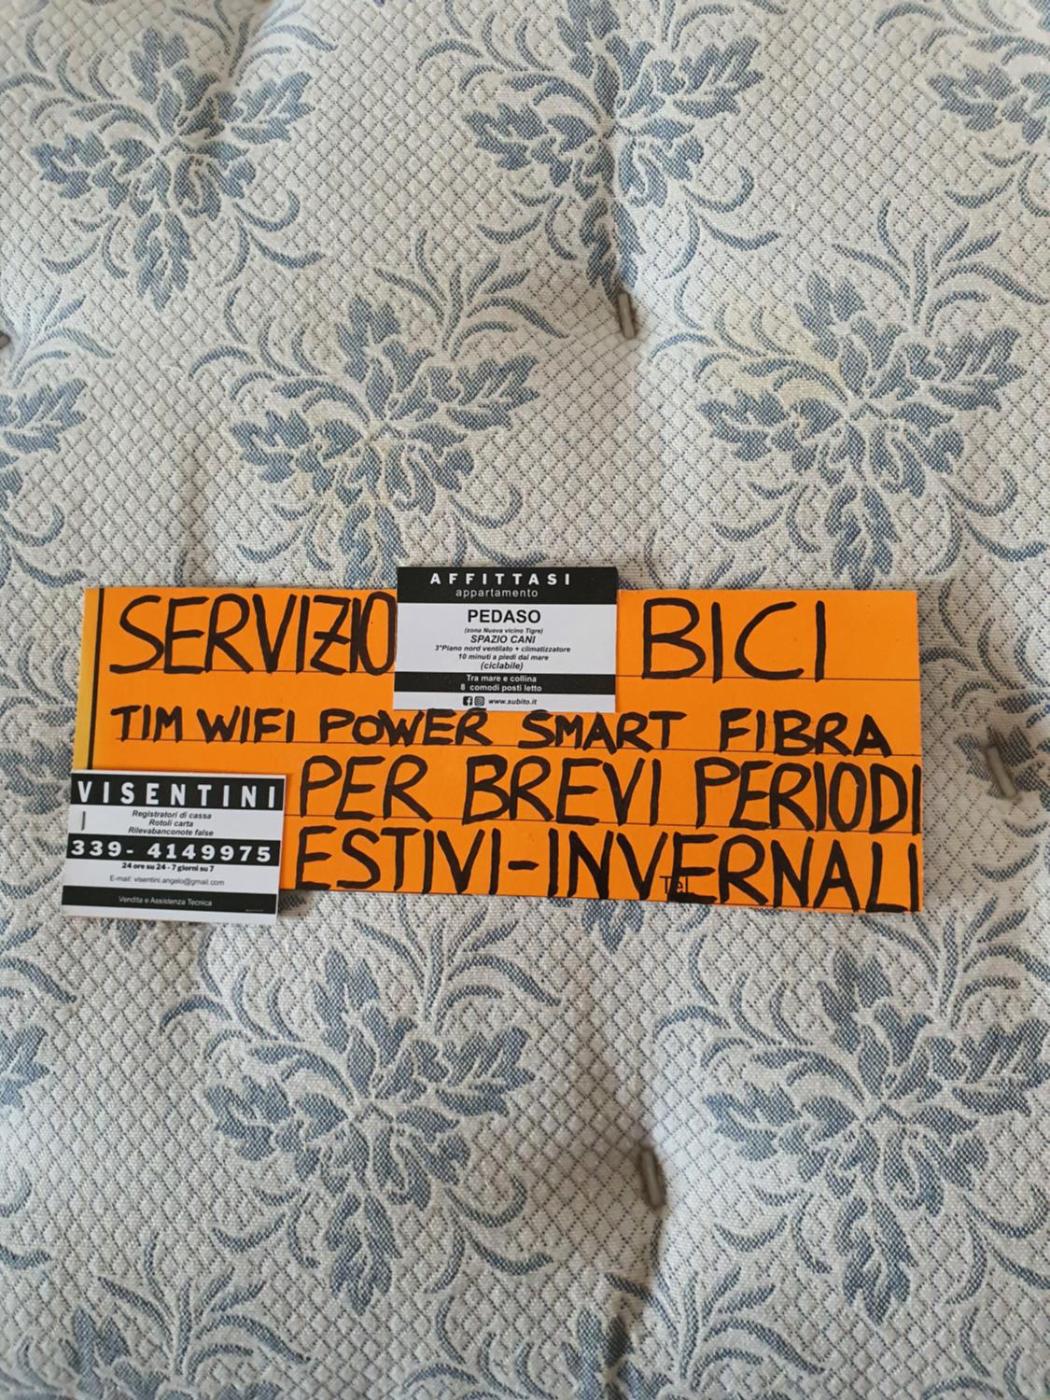 AFFITTASI
appartamento
PEDASO
(zona Nuova vicino Tigre)
SPAZIO CANI
3°Piano nord ventilato + climatizzatore
10 minuti a piedi dal mare
(ciclabile)
Tra mare e collina
8 comodi posti letto
www.subito.it
SERVIZIO BICI
TIM WIFI POWER SMART FIBRA
PER BREVI PERIODI
ESTIVI-INVERNALI
Tel
VISENTINI
Registratori di cassa
Rotoli carta
Rilevabanconote false
339- 4149975
24 ore su 24 - 7 giorni su 7
E-mail: visentini.angelo@gmail.com
Vendita e Assistenza Tecnica